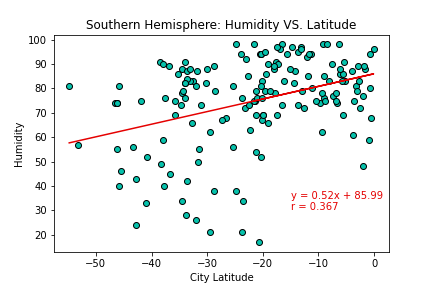 Southern Hemisphere: Humidity VS. Latitude
100
90
80
70
60
50
40
30
20
Humidity
y = 0.52x + 85.99
r = 0.367
−50 −40 −30 −20 −10 0
City Latitude